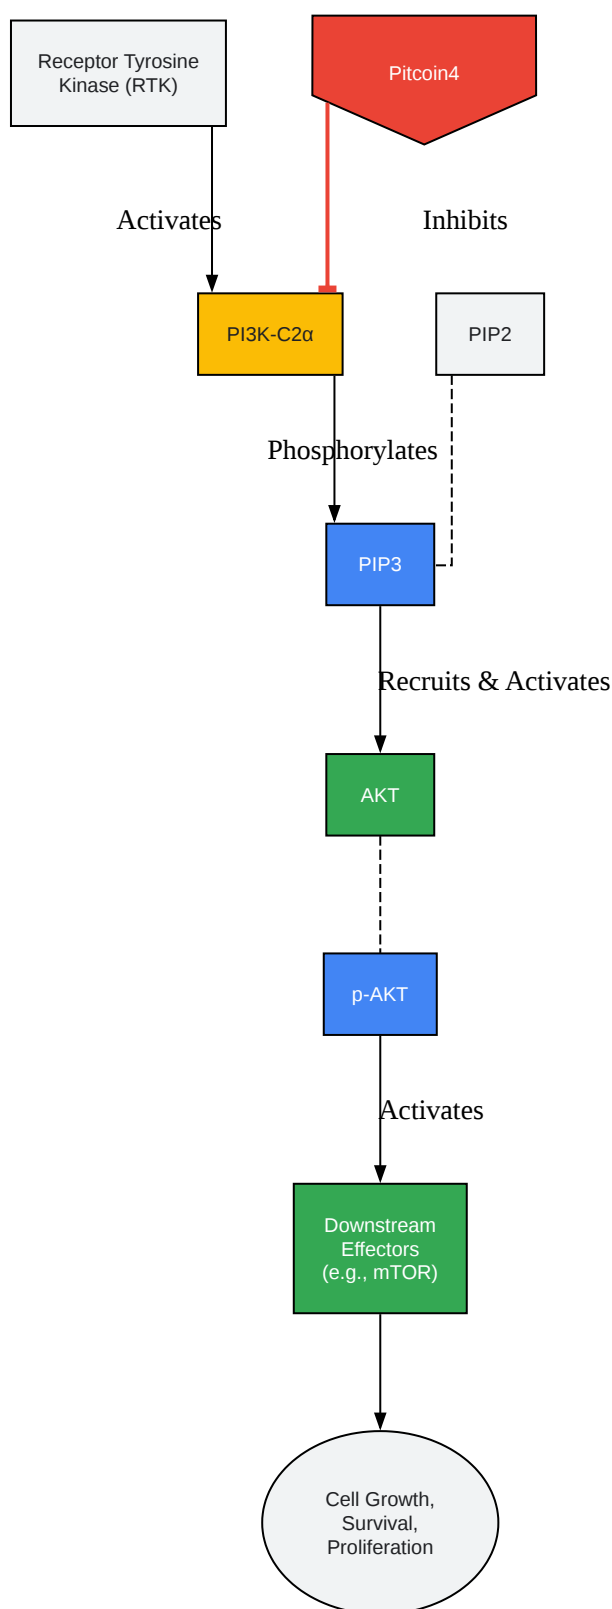 Receptor Tyrosine
Kinase (RTK)
Pitcoin4
Activates
Inhibits
PI3K-C2α
PIP2
Phosphorylates
PIP3
Recruits & Activates
AKT
p-AKT
Activates
Downstream
Effectors
(e.g., mTOR)
Cell Growth,
Survival,
Proliferation